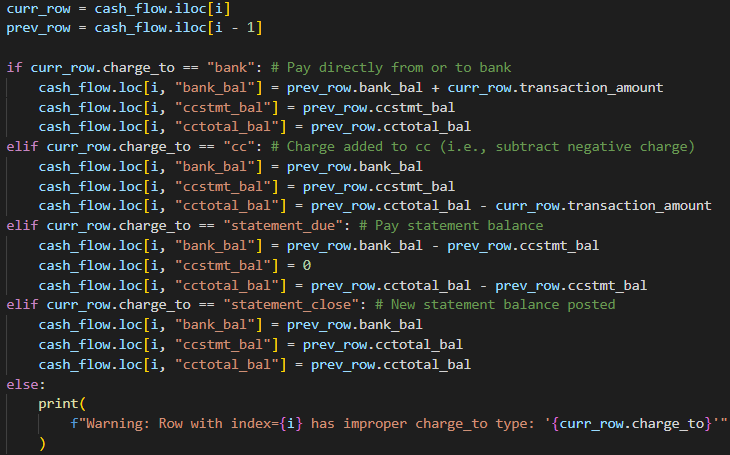 curr_row = cash_flow.iloc[i]
prev_row = cash_flow.iloc[i - 1]

if curr_row.charge_to == "bank": # Pay directly from or to bank
    cash_flow.loc[i, "bank_bal"] = prev_row.bank_bal + curr_row.transaction_amount
    cash_flow.loc[i, "ccstmt_bal"] = prev_row.ccstmt_bal
    cash_flow.loc[i, "cctotal_bal"] = prev_row.cctotal_bal
elif curr_row.charge_to == "cc": # Charge added to cc (i.e., subtract negative charge)
    cash_flow.loc[i, "bank_bal"] = prev_row.bank_bal
    cash_flow.loc[i, "ccstmt_bal"] = prev_row.ccstmt_bal
    cash_flow.loc[i, "cctotal_bal"] = prev_row.cctotal_bal - curr_row.transaction_amount
elif curr_row.charge_to == "statement_due": # Pay statement balance
    cash_flow.loc[i, "bank_bal"] = prev_row.bank_bal - prev_row.ccstmt_bal
    cash_flow.loc[i, "ccstmt_bal"] = 0
    cash_flow.loc[i, "cctotal_bal"] = prev_row.cctotal_bal - prev_row.ccstmt_bal
elif curr_row.charge_to == "statement_close": # New statement balance posted
    cash_flow.loc[i, "bank_bal"] = prev_row.bank_bal
    cash_flow.loc[i, "ccstmt_bal"] = prev_row.cctotal_bal
    cash_flow.loc[i, "cctotal_bal"] = prev_row.cctotal_bal
else:
    print(
        f"Warning: Row with index={i} has improper charge_to type: '{curr_row.charge_to}'"
    )